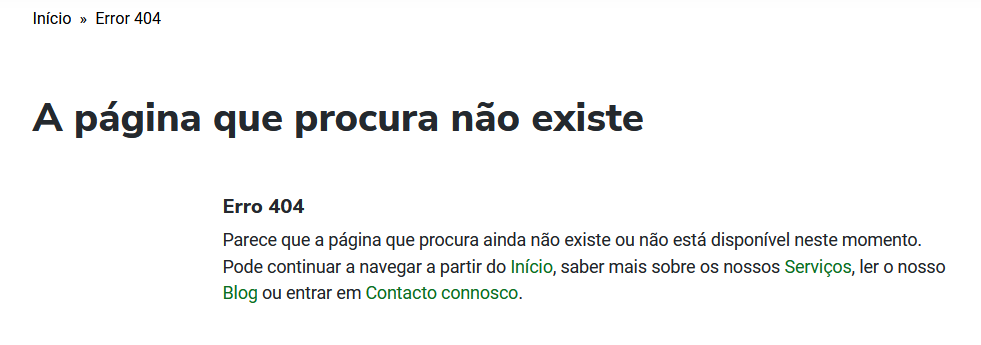 Início » Error 404
A página que procura não existe
Erro 404
Parece que a página que procura ainda não existe ou não está disponível neste momento.
Pode continuar a navegar a partir do Início, saber mais sobre os nossos Serviços, ler o nosso
Blog ou entrar em Contacto connosco.